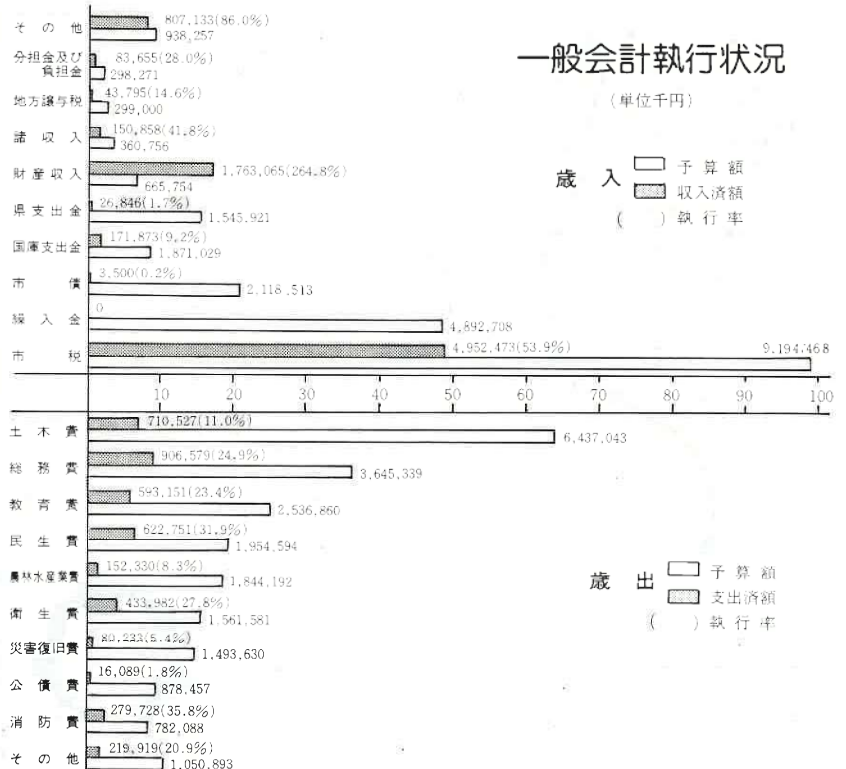 一般会計執行状況
(単位千円)
歳入
予算額
収入済額
( )執行率
その他
807,133(86.0%)
938,257
分担金及び
負担金
83,655(28.0%)
298,271
地方譲与税
43,795(14.6%)
299,000
諸収入
150,858(41.8%)
360,756
財産収入
1,763,065(264.8%)
665,754
県支出金
26,846(1.7%)
1,545,921
国庫支出金
171,873(9.2%)
1,871,029
市債
3,500(0.2%)
2,118,513
繰入金
0
4,892,708
市税
4,952,473(53.9%)
9,194,468
10 20 30 40 50 60 70 80 90 100
土木費
710,527(11.0%)
6,437,043
総務費
906,579(24.9%)
3,645,339
教育費
593,151(23.4%)
2,536,860
民生費
622,751(31.9%)
1,954,594
農林水産業費
152,330(8.3%)
1,844,192
衛生費
433,982(27.8%)
1,561,581
災害復旧費
80,223(5.4%)
1,493,630
公債費
16,089(1.8%)
878,457
消防費
279,728(35.8%)
782,088
その他
219,919(20.9%)
1,050,893
歳出
予算額
支出済額
( )執行率